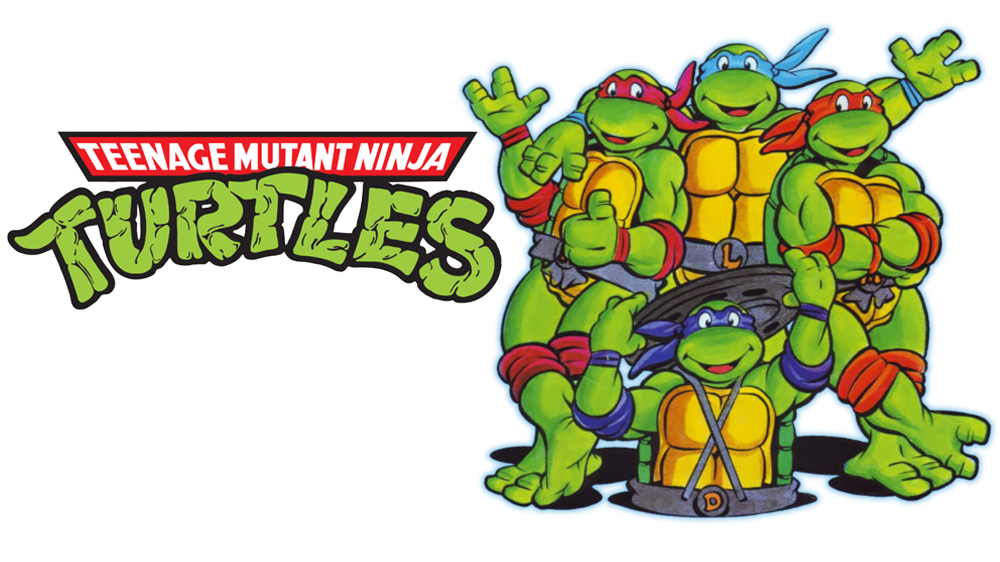 TEENAGE MUTANT NINJA
TURTLES
L
D